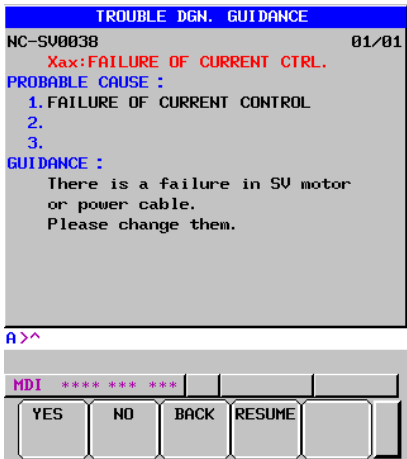 TROUBLE DGN. GUIDANCE
NC-SV0038 01/01
Xax:FAILURE OF CURRENT CTRL.
PROBABLE CAUSE :
1. FAILURE OF CURRENT CONTROL
2.
3.
GUIDANCE :
There is a failure in SV motor
or power cable.
Please change them.
A>^
MDI **** *** ***
YES NO BACK RESUME